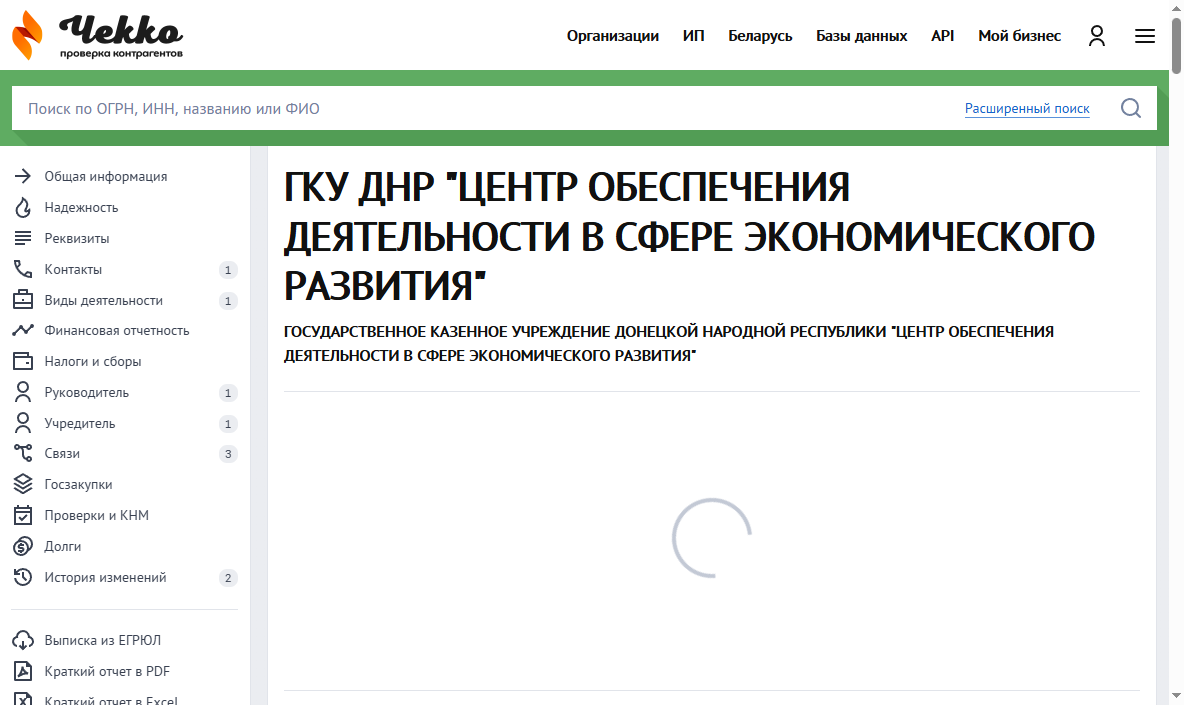 Чекко
проверка контрагентов
Организации ИП Беларусь Базы данных API Мой бизнес
Поиск по ОГРН, ИНН, названию или ФИО Расширенный поиск
Общая информация
Надежность
Реквизиты
Контакты 1
Виды деятельности 1
Финансовая отчетность
Налоги и сборы
Руководитель 1
Учредитель 1
Связи 3
Госзакупки
Проверки и КНМ
Долги
История изменений 2
Выписка из ЕГРЮЛ
Краткий отчет в PDF
Краткий отчет в Excel
ГКУ ДНР "ЦЕНТР ОБЕСПЕЧЕНИЯ
ДЕЯТЕЛЬНОСТИ В СФЕРЕ ЭКОНОМИЧЕСКОГО
РАЗВИТИЯ"
ГОСУДАРСТВЕННОЕ КАЗЕННОЕ УЧРЕЖДЕНИЕ ДОНЕЦКОЙ НАРОДНОЙ РЕСПУБЛИКИ "ЦЕНТР ОБЕСПЕЧЕНИЯ
ДЕЯТЕЛЬНОСТИ В СФЕРЕ ЭКОНОМИЧЕСКОГО РАЗВИТИЯ"